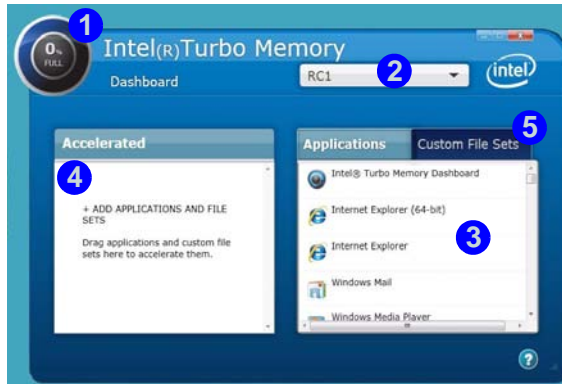 1
0%
FULL
Intel(R)Turbo Memory
Dashboard
RC1
2
intel
5
Accelerated
Applications
Custom File Sets
4
+ ADD APPLICATIONS AND FILE
SETS
Drag applications and custom file
sets here to accelerate them.
Intel® Turbo Memory Dashboard
Internet Explorer (64-bit)
3
Internet Explorer
Windows Mail
Windows Media Player
?